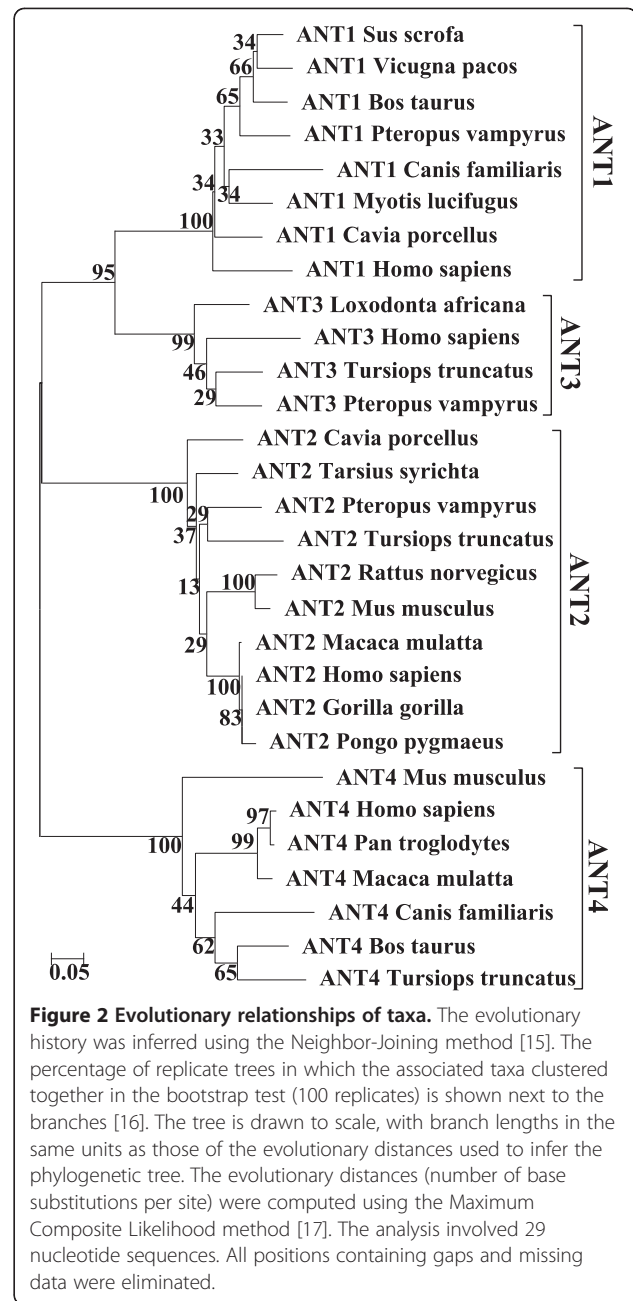 34
ANT1 Sus scrofa
66
ANT1 Vicugna pacos
65
ANT1 Bos taurus
33
ANT1 Pteropus vampyrus
34
34
ANT1 Canis familiaris
ANT1 Myotis lucifugus
100
ANT1 Cavia porcellus
ANT1 Homo sapiens
ANT1
95
ANT3 Loxodonta africana
99
ANT3 Homo sapiens
46
ANT3 Tursiops truncatus
29
ANT3 Pteropus vampyrus
ANT3
ANT2 Cavia porcellus
100
ANT2 Tarsius syrichta
29
ANT2 Pteropus vampyrus
37
ANT2 Tursiops truncatus
13
100
ANT2 Rattus norvegicus
ANT2 Mus musculus
29
ANT2 Macaca mulatta
100
ANT2 Homo sapiens
83
ANT2 Gorilla gorilla
ANT2 Pongo pygmaeus
ANT2
ANT4 Mus musculus
100
97
ANT4 Homo sapiens
99
ANT4 Pan troglodytes
ANT4 Macaca mulatta
44
ANT4 Canis familiaris
62
ANT4 Bos taurus
65
ANT4 Tursiops truncatus
ANT4
0.05
Figure 2 Evolutionary relationships of taxa. The evolutionary
history was inferred using the Neighbor-Joining method [15]. The
percentage of replicate trees in which the associated taxa clustered
together in the bootstrap test (100 replicates) is shown next to the
branches [16]. The tree is drawn to scale, with branch lengths in the
same units as those of the evolutionary distances used to infer the
phylogenetic tree. The evolutionary distances (number of base
substitutions per site) were computed using the Maximum
Composite Likelihood method [17]. The analysis involved 29
nucleotide sequences. All positions containing gaps and missing
data were eliminated.